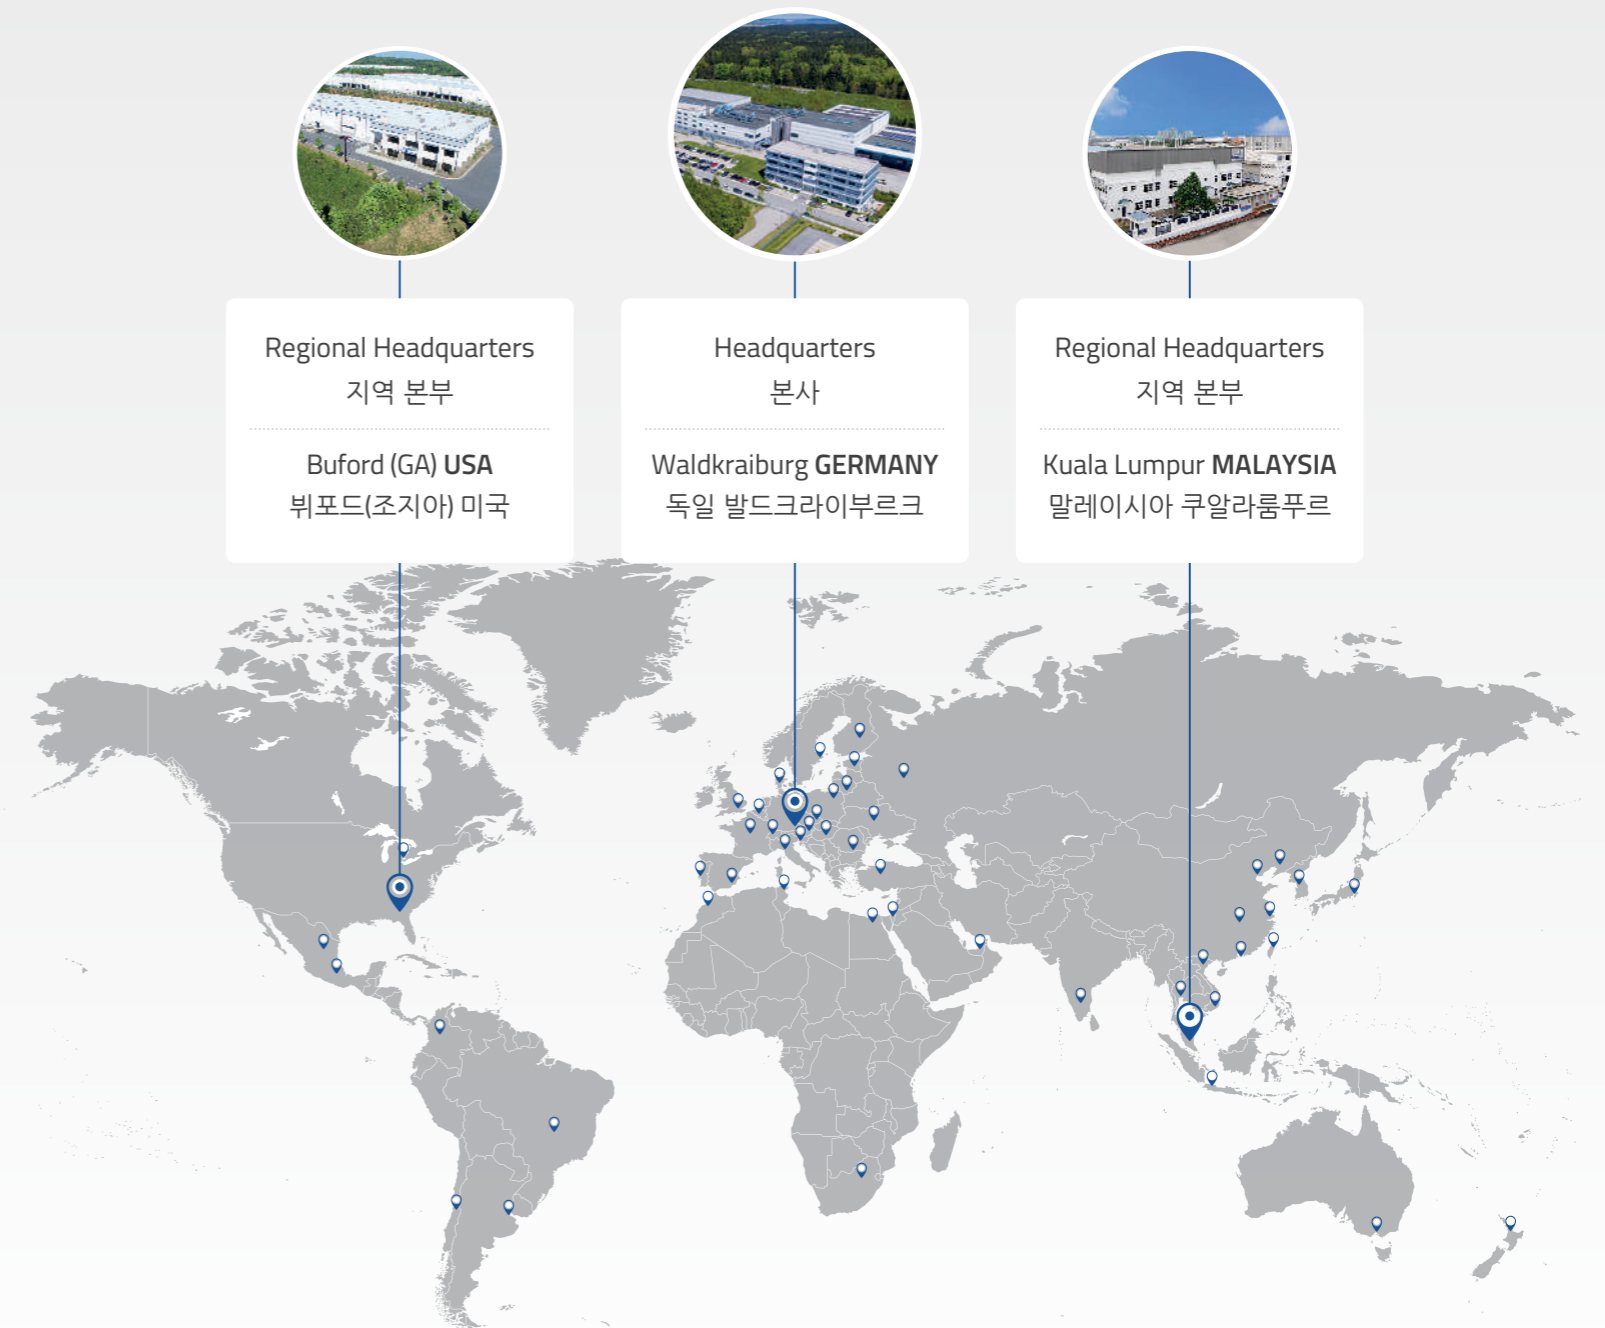 Regional Headquarters
지역 본부
Buford (GA) USA
뷔포드(조지아) 미국
Headquarters
본사
Waldkraiburg GERMANY
독일 발드크라이부르크
Regional Headquarters
지역 본부
Kuala Lumpur MALAYSIA
말레이시아 쿠알라룸푸르